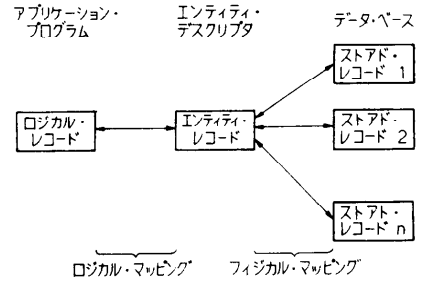 アプリケーション・
プログラム
エンティティ・
デスクリプタ
データ・ベース
ロジカル・
レコード
エンティティ・
レコード
ストアド・
レコード 1
ストアド・
レコード 2
ストアド・
レコード n
ロジカル・マッピング
フィジカル・マッピング